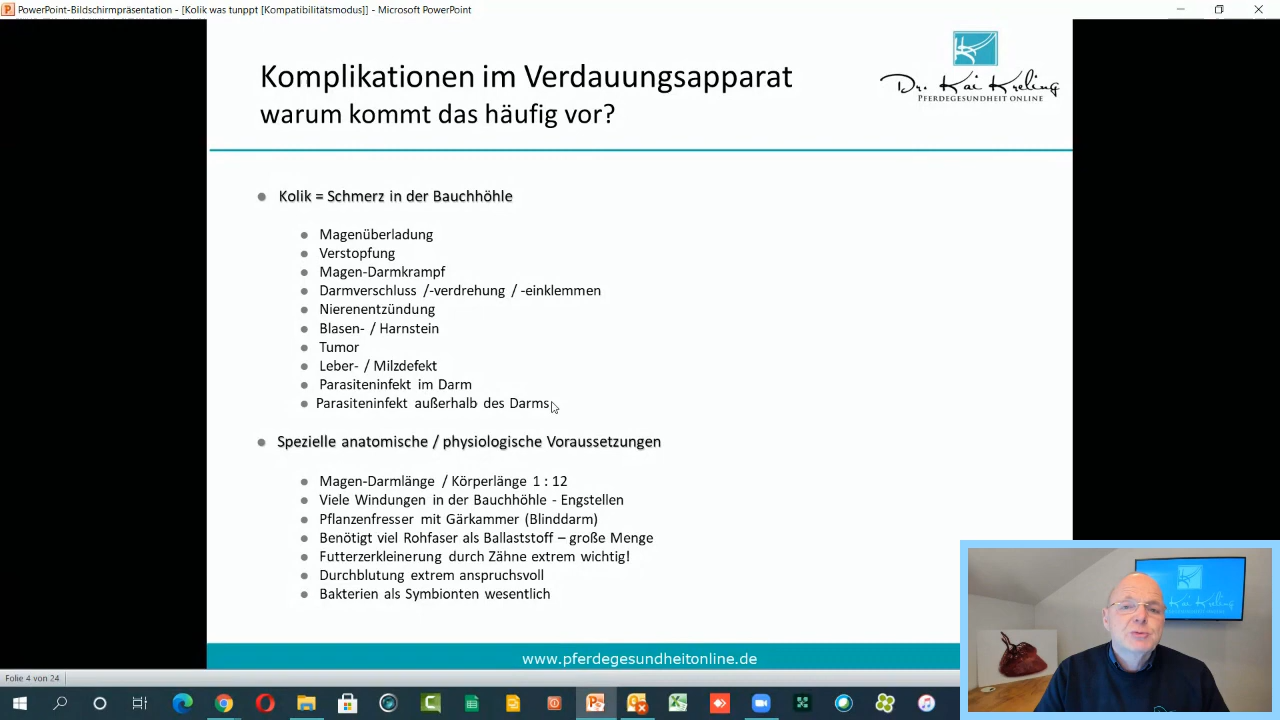 PowerPoint-Bildschirmpräsentation - [Kolik was tunppt [Kompatibilitätsmodus]] - Microsoft PowerPoint
Dr. Kai Kreling
PFERDEGESUNDHEIT ONLINE
Komplikationen im Verdauungsapparat
warum kommt das häufig vor?
Kolik = Schmerz in der Bauchhöhle
Magenüberladung
Verstopfung
Magen-Darmkrampf
Darmverschluss /-verdrehung / -einklemmen
Nierenentzündung
Blasen- / Harnstein
Tumor
Leber- / Milzdefekt
Parasiteninfekt im Darm
Parasiteninfekt außerhalb des Darms
Spezielle anatomische / physiologische Voraussetzungen
Magen-Darmlänge / Körperlänge 1 : 12
Viele Windungen in der Bauchhöhle - Engstellen
Pflanzenfresser mit Gärkammer (Blinddarm)
Benötigt viel Rohfaser als Ballaststoff – große Menge
Futterzerkleinerung durch Zähne extrem wichtig!
Durchblutung extrem anspruchsvoll
Bakterien als Symbionten wesentlich
www.pferdegesundheitonline.de
Kai Kreling
Folie 4 von 24